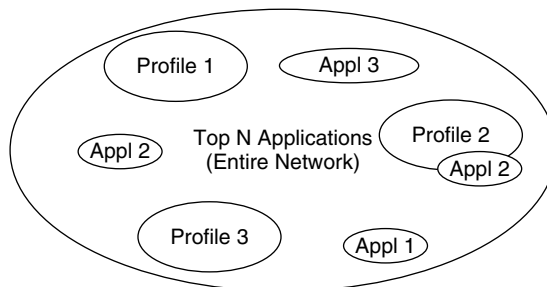 Profile 1
Appl 3
Profile 2
Top N Applications
(Entire Network)
Appl 2
Appl 2
Profile 3
Appl 1